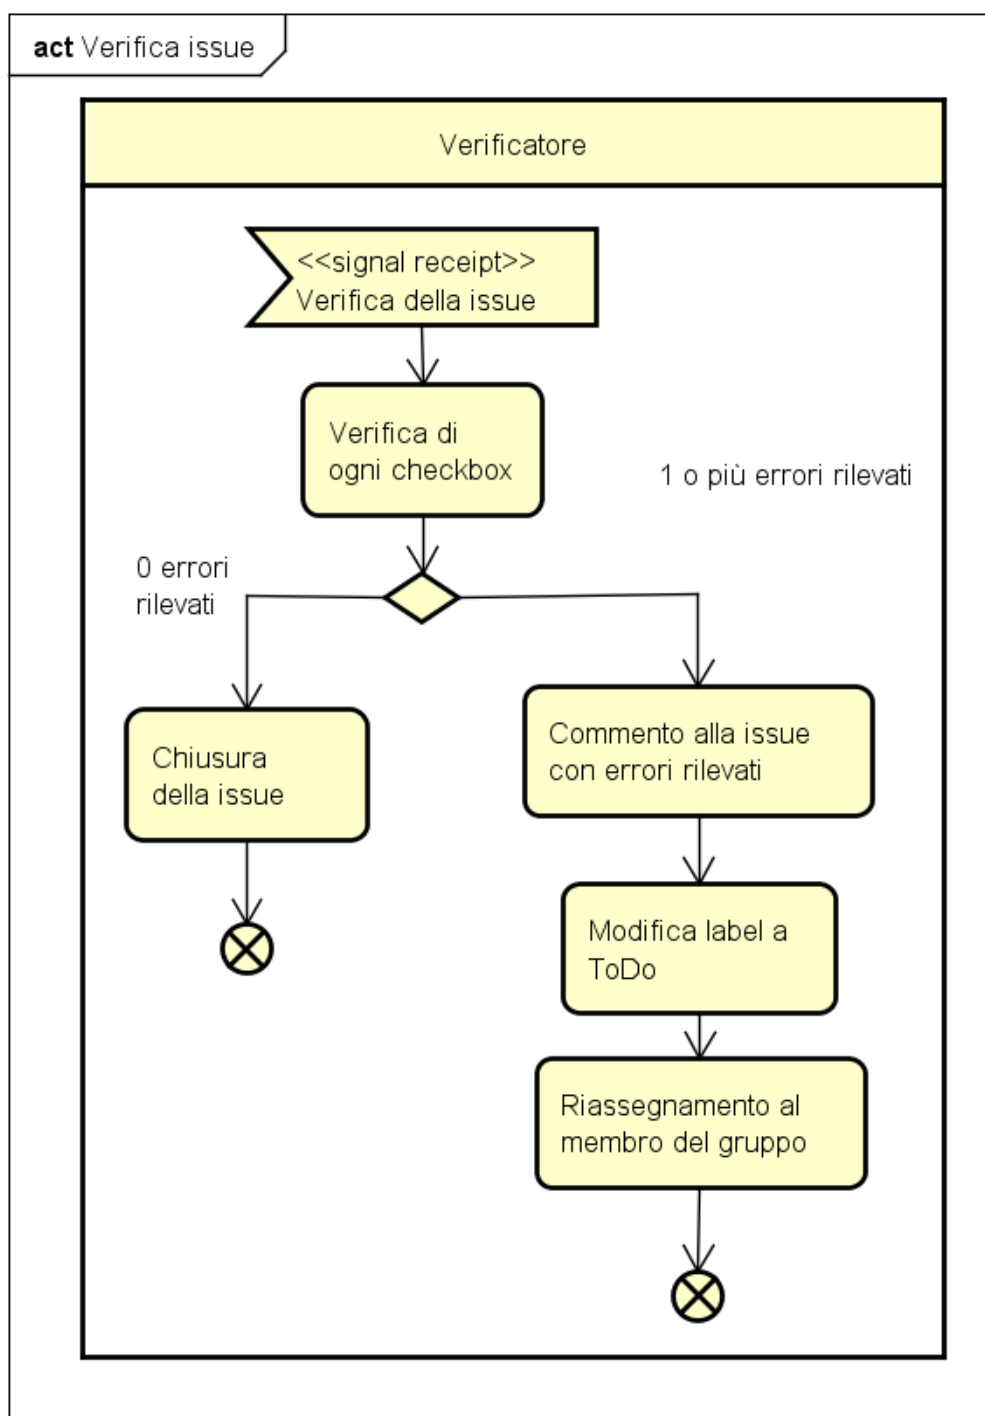 act Verifica issue
Verificatore
<<signal receipt>>
Verifica della issue
Verifica di
ogni checkbox
1 o più errori rilevati
0 errori
rilevati
Chiusura
della issue
Commento alla issue
con errori rilevati
Modifica label a
ToDo
Riassegnamento al
membro del gruppo